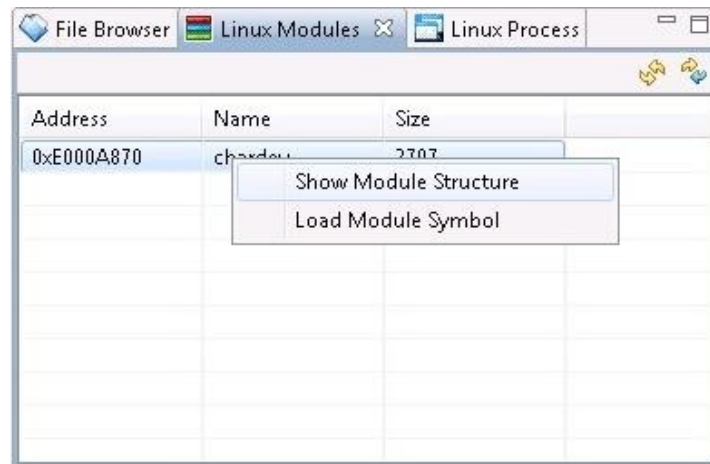 File Browser Linux Modules Linux Process
Address Name Size
0xE000A870
Show Module Structure
Load Module Symbol